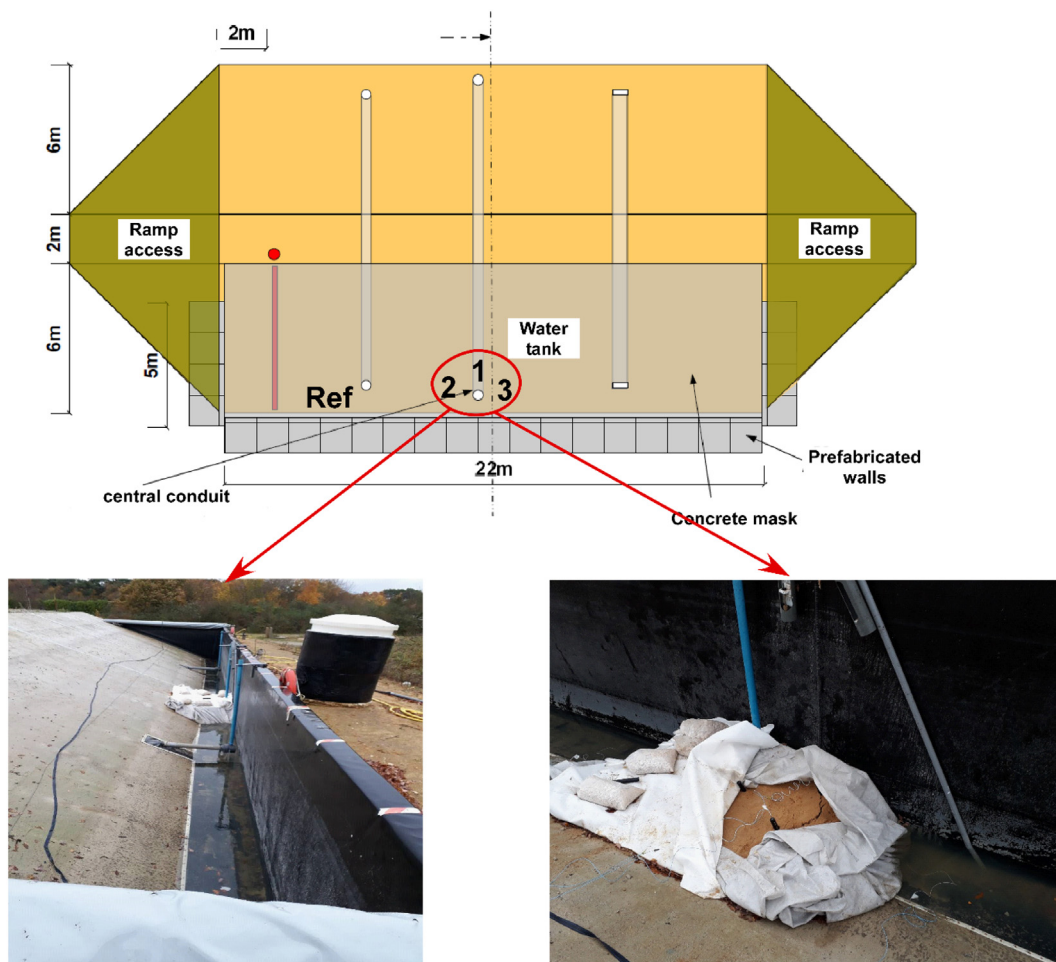 2m
6m
2m
6m
5m
Ramp
access
Ramp
access
Water
tank
1
2
3
Ref
22m
central conduit
Prefabricated
walls
Concrete mask